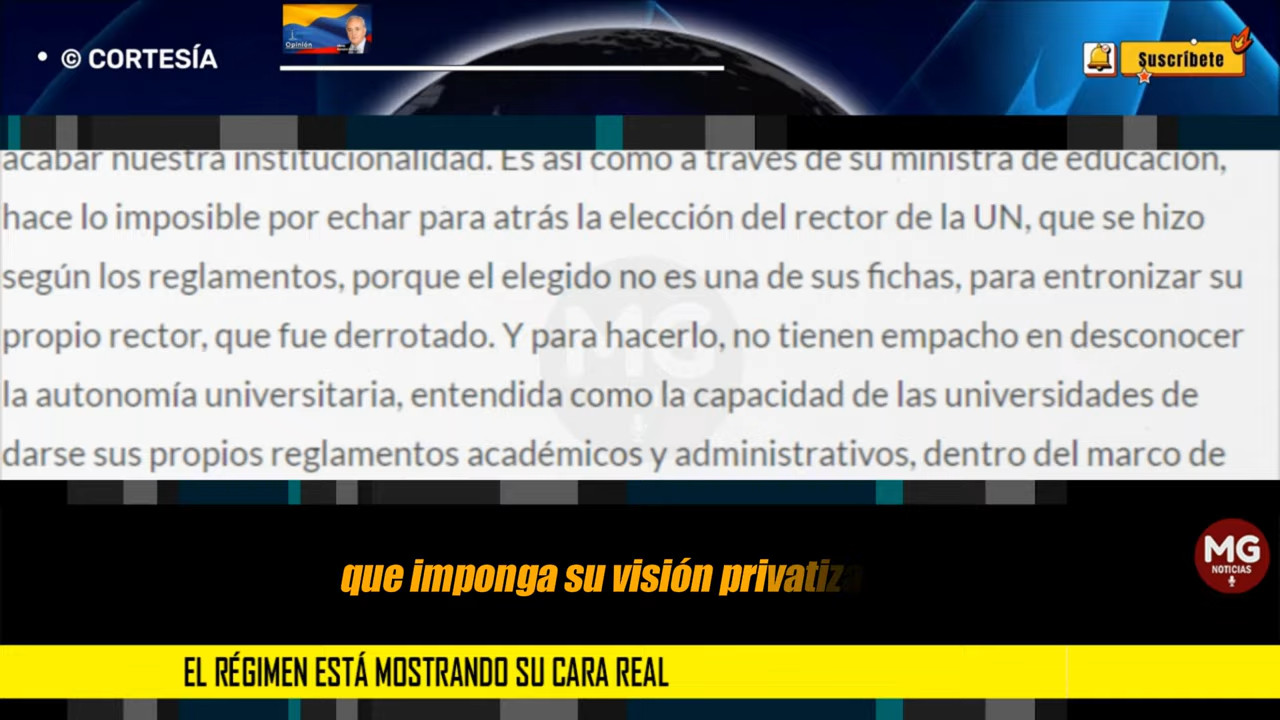 • © CORTESÍA
Opinión
Suscríbete
acabar nuestra institucionalidad. Es así como a través de su ministra de educación,
hace lo imposible por echar para atrás la elección del rector de la UN, que se hizo
según los reglamentos, porque el elegido no es una de sus fichas, para entronizar su
propio rector, que fue derrotado. Y para hacerlo, no tienen empacho en desconocer
la autonomía universitaria, entendida como la capacidad de las universidades de
darse sus propios reglamentos académicos y administrativos, dentro del marco de
MG
que imponga su visión privatiza
MG
NOTICIAS
EL RÉGIMEN ESTÁ MOSTRANDO SU CARA REAL